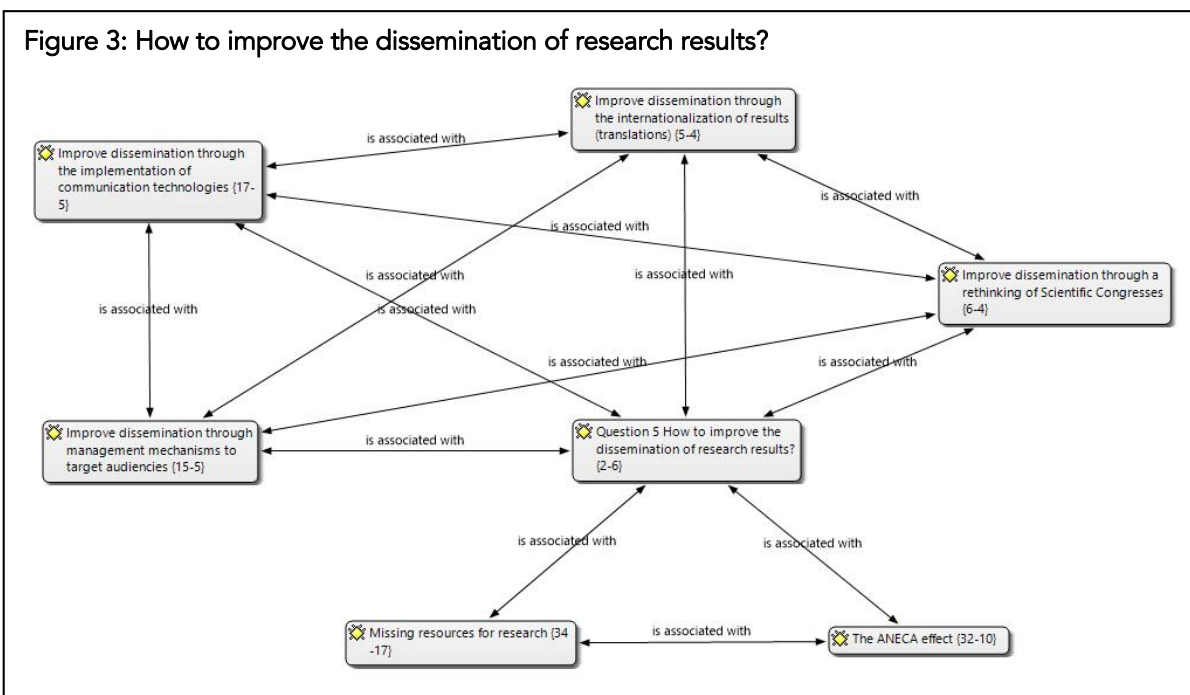 Figure 3: How to improve the dissemination of research results?
Improve dissemination through
the internationalization of results
(translations) {5-4}
is associated with
Improve dissemination through
the implementation of
communication technologies {17-
5}
is associated with
is associated with
Improve dissemination through a
rethinking of Scientific Congresses
{6-4}
is associated with
is associated with
is associated with
is associated with
is associated with
is associated with
Improve dissemination through
management mechanisms to
target audiences {15-5}
is associated with
Question 5 How to improve the
dissemination of research results?
{2-6}
is associated with
is associated with
Missing resources for research {34
-17}
is associated with
The ANECA effect {32-10}